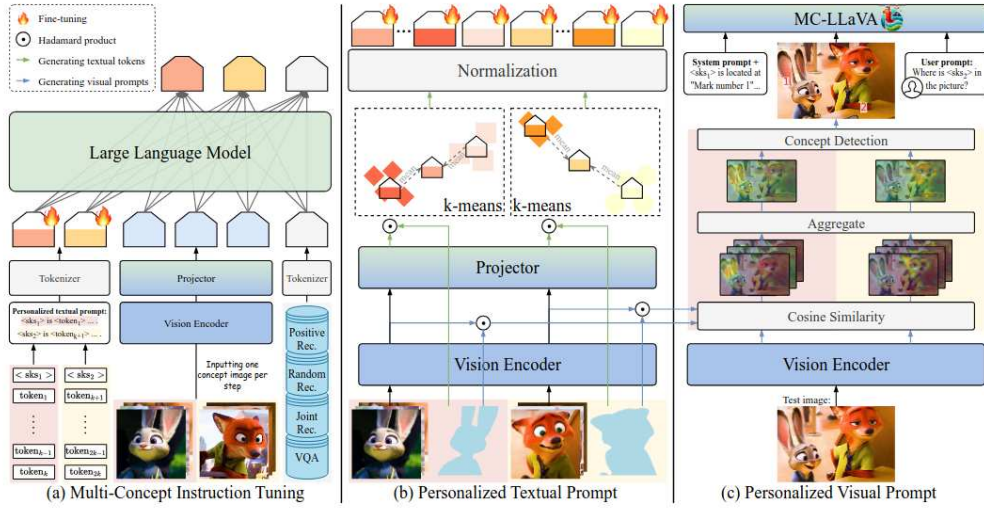 Fine-tuning
Hadamard product
Generating textual tokens
Generating visual prompts
Large Language Model
Tokenizer
Projector
Tokenizer
Personalized textual prompt:
<sks₁> is <token₁> ... .
<sks₂> is <tokenₖ₊₁> ... .
Vision Encoder
< sks₁ >
< sks₂ >
token₁
tokenₖ₊₁
tokenₖ₋₁
token₂ₖ₋₁
tokenₖ
token₂ₖ
Inputting one
concept image per
step
Positive
Rec.
Random
Rec.
Joint
Rec.
VQA
(a) Multi-Concept Instruction Tuning
Normalization
mean
mean
k-means
mean
mean
k-means
Projector
Vision Encoder
(b) Personalized Textual Prompt
MC-LLaVA
System prompt +
<sks₁> is located at
"Mark number 1"...
1
2
User prompt:
Where is <sks₂> in
the picture?
Concept Detection
Aggregate
Cosine Similarity
Vision Encoder
Test image:
(c) Personalized Visual Prompt